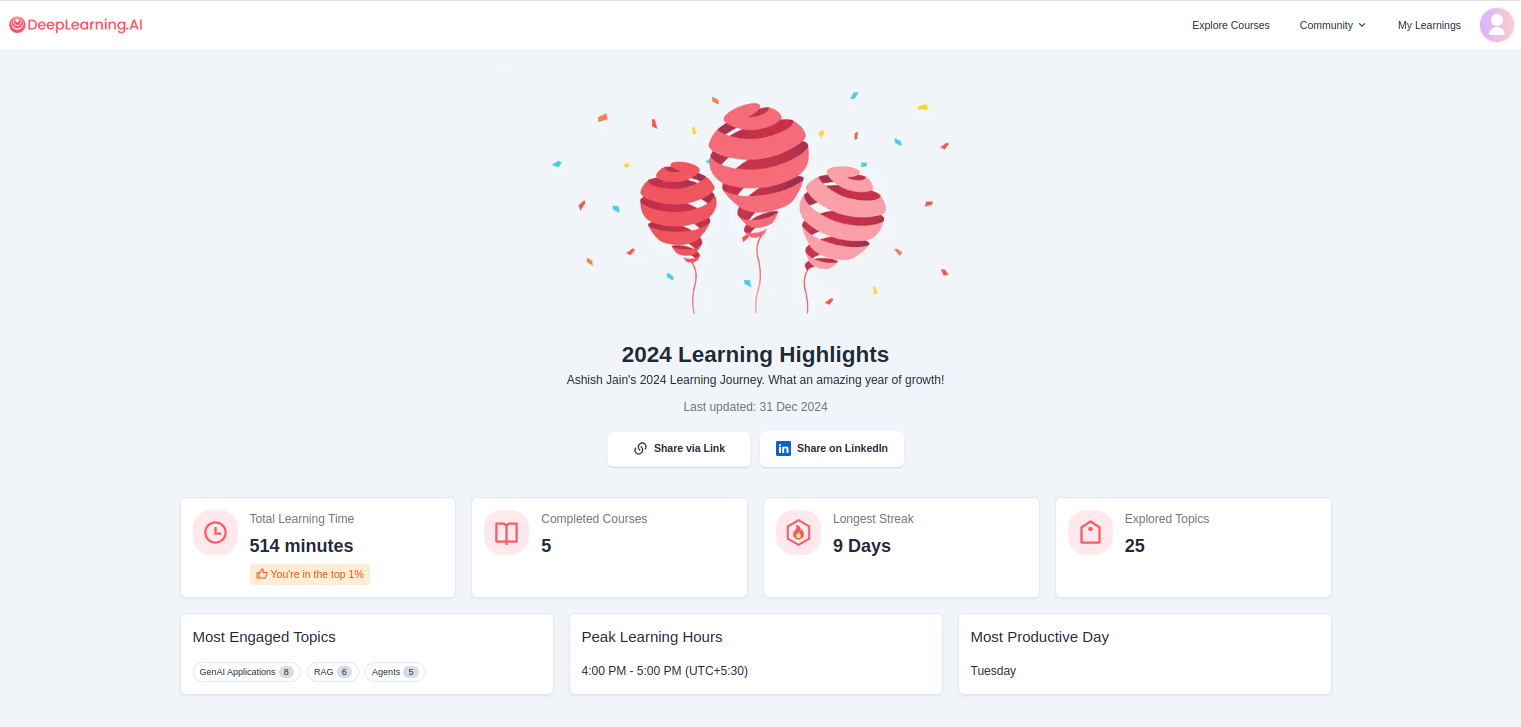 DeepLearning.AI
Explore Courses
Community
My Learnings
2024 Learning Highlights
Ashish Jain's 2024 Learning Journey. What an amazing year of growth!
Last updated: 31 Dec 2024
Share via Link
in Share on LinkedIn
Total Learning Time
514 minutes
You're in the top 1%
Completed Courses
5
Longest Streak
9 Days
Explored Topics
25
Most Engaged Topics
GenAI Applications 8 RAG 6 Agents 5
Peak Learning Hours
4:00 PM - 5:00 PM (UTC+5:30)
Most Productive Day
Tuesday